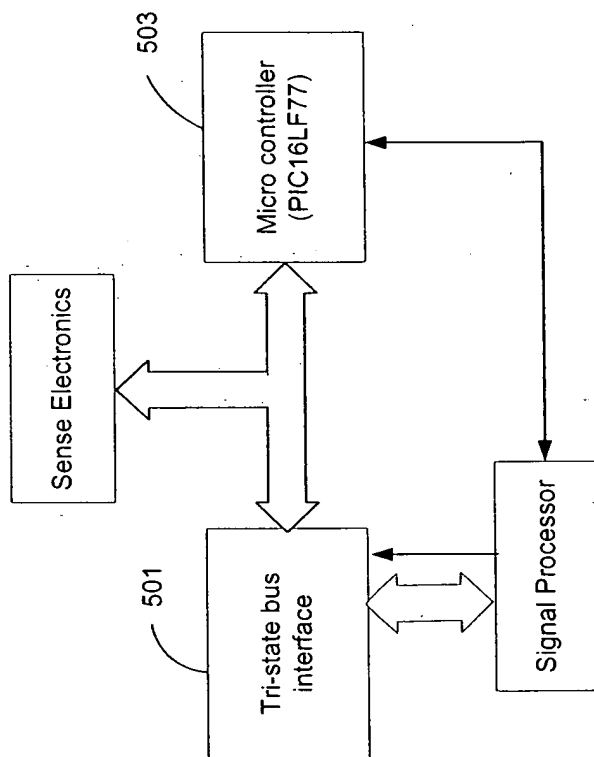 Sense Electronics
501
Tri-state bus
interface
503
Micro controller
(PIC16LF77)
Signal Processor